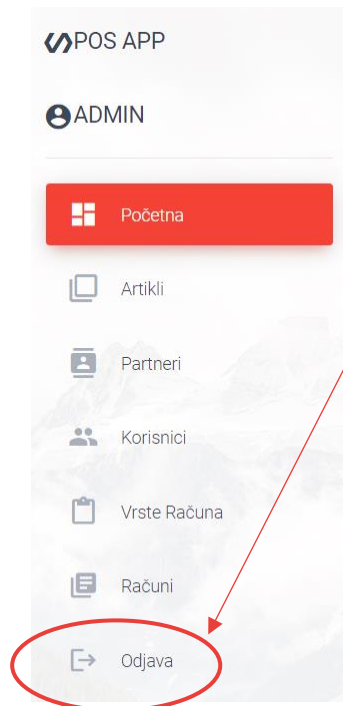 POS APP
ADMIN
Početna
Artikli
Partneri
Korisnici
Vrste Računa
Računi
Odjava